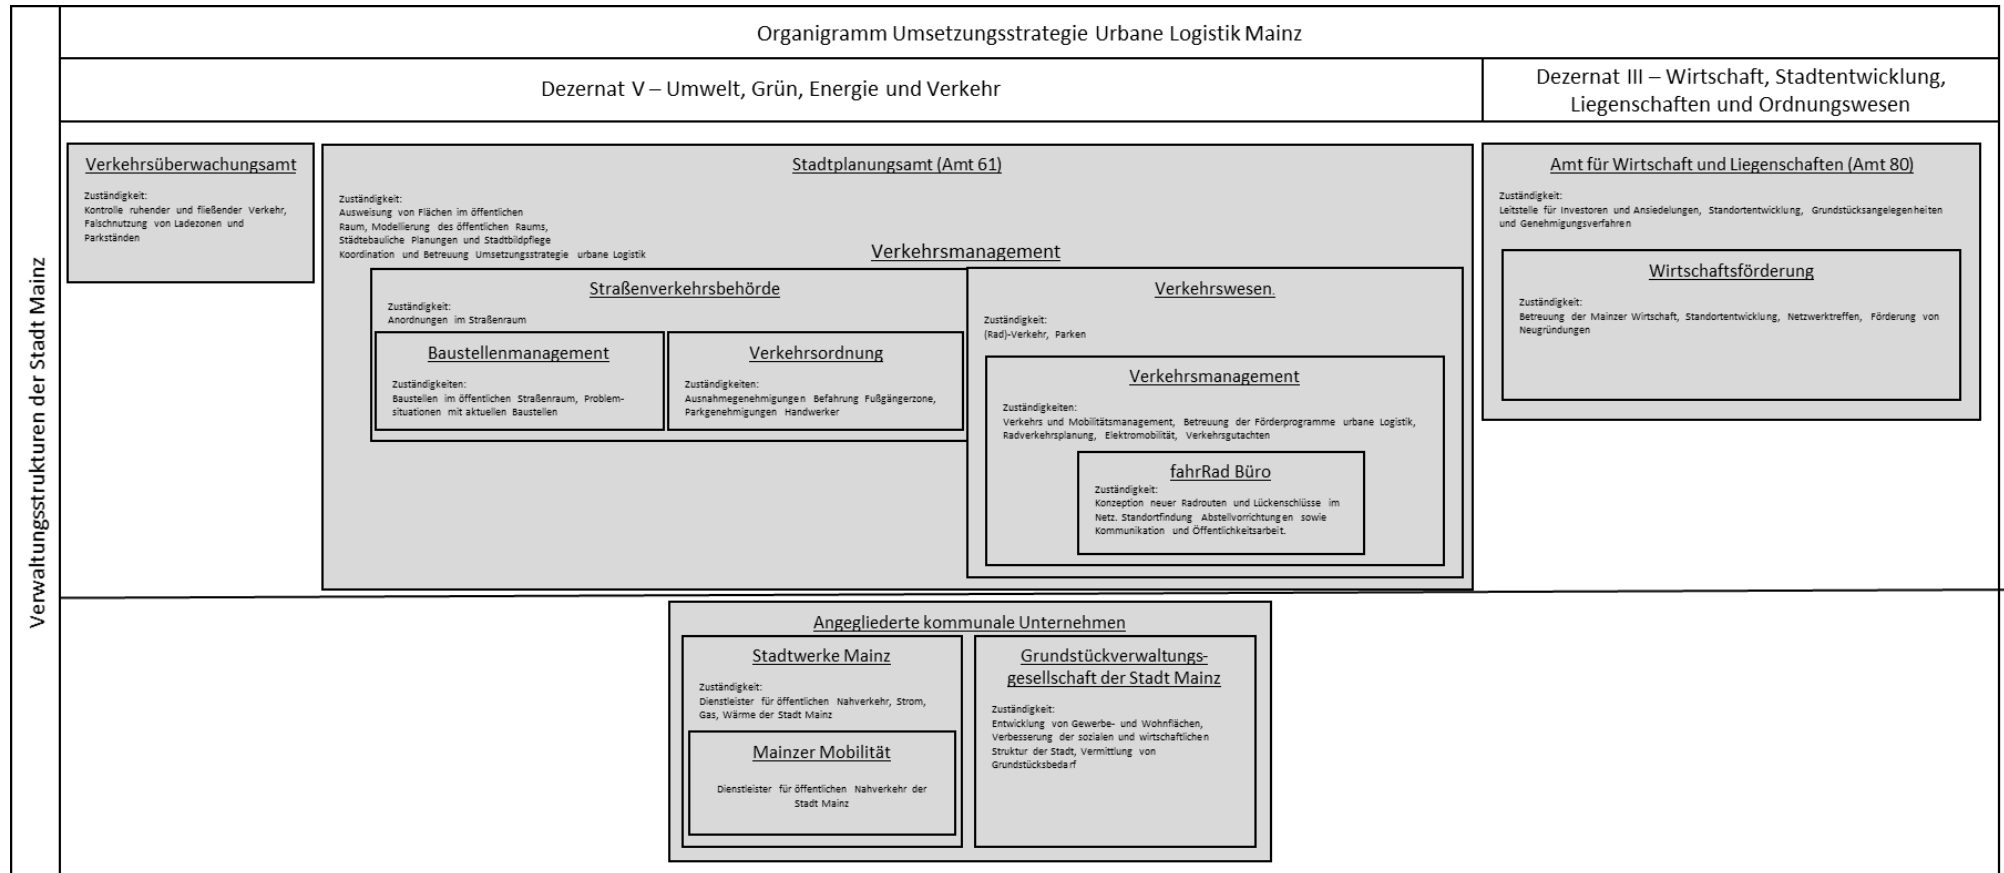 Organigramm Umsetzungsstrategie Urbane Logistik Mainz
Dezernat V – Umwelt, Grün, Energie und Verkehr
Dezernat III – Wirtschaft, Stadtentwicklung,
Liegenschaften und Ordnungswesen
Verwaltungsstrukturen der Stadt Mainz
Verkehrsüberwachungsamt
Zuständigkeit:
Kontrolle ruhender und fließender Verkehr,
Falschnutzung von Ladezonen und
Parkständen
Stadtplanungsamt (Amt 61)
Zuständigkeit:
Ausweisung von Flächen im öffentlichen
Raum, Modellierung des öffentlichen Raums,
Städtebauliche Planungen und Stadtbildpflege
Koordination und Betreuung Umsetzungsstrategie urbane Logistik
Verkehrsmanagement
Straßenverkehrsbehörde
Zuständigkeit:
Anordnungen im Straßenraum
Baustellenmanagement
Zuständigkeiten:
Baustellen im öffentlichen Straßenraum, Problem-
situationen mit aktuellen Baustellen
Verkehrsordnung
Zuständigkeiten:
Ausnahmegenehmigungen Befahrung Fußgängerzone,
Parkgenehmigungen Handwerker
Verkehrswesen.
Zuständigkeit:
(Rad)-Verkehr, Parken
Verkehrsmanagement
Zuständigkeiten:
Verkehrs und Mobilitätsmanagement, Betreuung der Förderprogramme urbane Logistik,
Radverkehrsplanung, Elektromobilität, Verkehrsgutachten
fahrRad Büro
Zuständigkeit:
Konzeption neuer Radrouten und Lückenschlüsse im
Netz. Standortfindung Abstellvorrichtungen sowie
Kommunikation und Öffentlichkeitsarbeit.
Amt für Wirtschaft und Liegenschaften (Amt 80)
Zuständigkeit:
Leitstelle für Investoren und Ansiedelungen, Standortentwicklung, Grundstücksangelegenheiten
und Genehmigungsverfahren
Wirtschaftsförderung
Zuständigkeit:
Betreuung der Mainzer Wirtschaft, Standortentwicklung, Netzwerktreffen, Förderung von
Neugründungen
Angegliederte kommunale Unternehmen
Stadtwerke Mainz
Zuständigkeit:
Dienstleister für öffentlichen Nahverkehr, Strom,
Gas, Wärme der Stadt Mainz
Mainzer Mobilität
Dienstleister für öffentlichen Nahverkehr der
Stadt Mainz
Grundstückverwaltungs-
gesellschaft der Stadt Mainz
Zuständigkeit:
Entwicklung von Gewerbe- und Wohnflächen,
Verbesserung der sozialen und wirtschaftlichen
Struktur der Stadt, Vermittlung von
Grundstücksbedarf